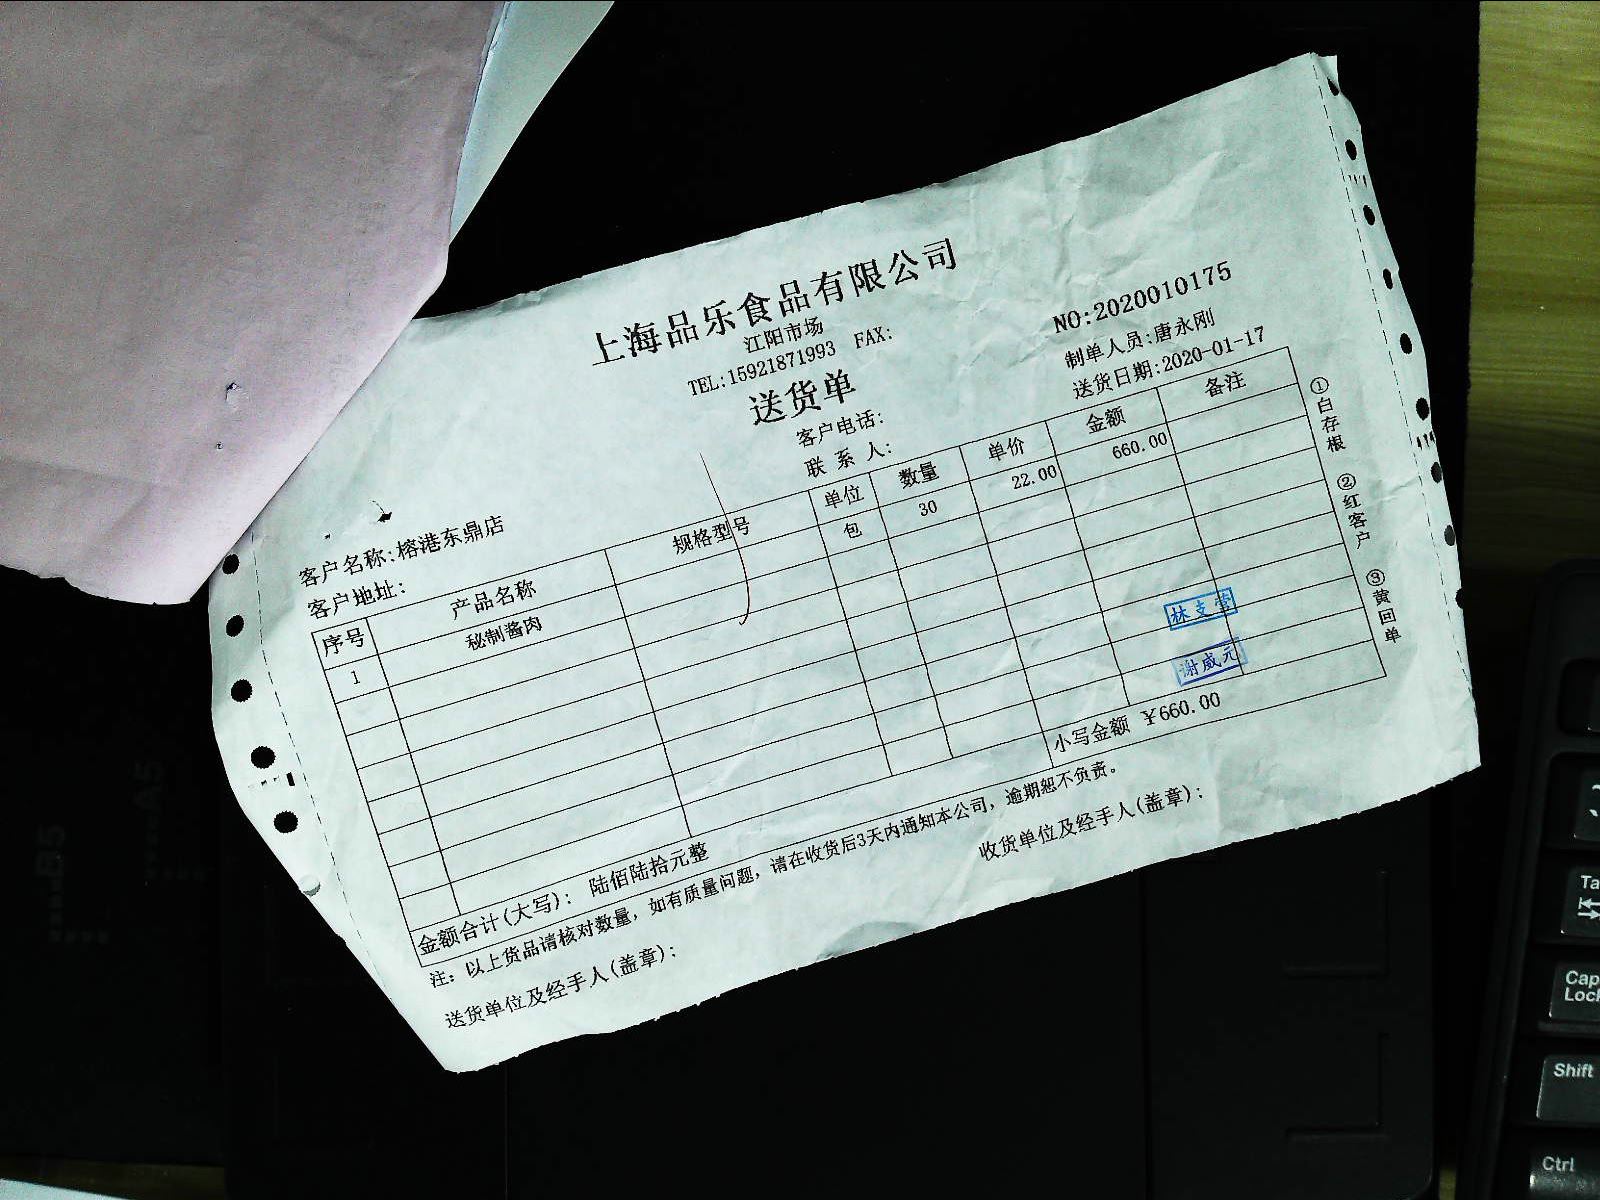 上海品乐食品有限公司
江阳市场
TEL:15921871993 FAX:
送货单
NO:2020010175
制单人员:唐永刚
送货日期:2020-01-17
客户电话:
联 系 人:
客户名称:榕港东鼎店
客户地址:
序号 产品名称 规格型号 单位 数量 单价 金额 备注
1 秘制酱肉 包 30 22.00 660.00
林支营
谢威元
金额合计(大写): 陆佰陆拾元整 小写金额 ￥660.00
注: 以上货品请核对数量, 如有质量问题, 请在收货后3天内通知本公司, 逾期恕不负责。
送货单位及经手人(盖章): 收货单位及经手人(盖章):
①白存根 ②红客户 ③黄回单
Cap
Lock
Shift
Ctrl